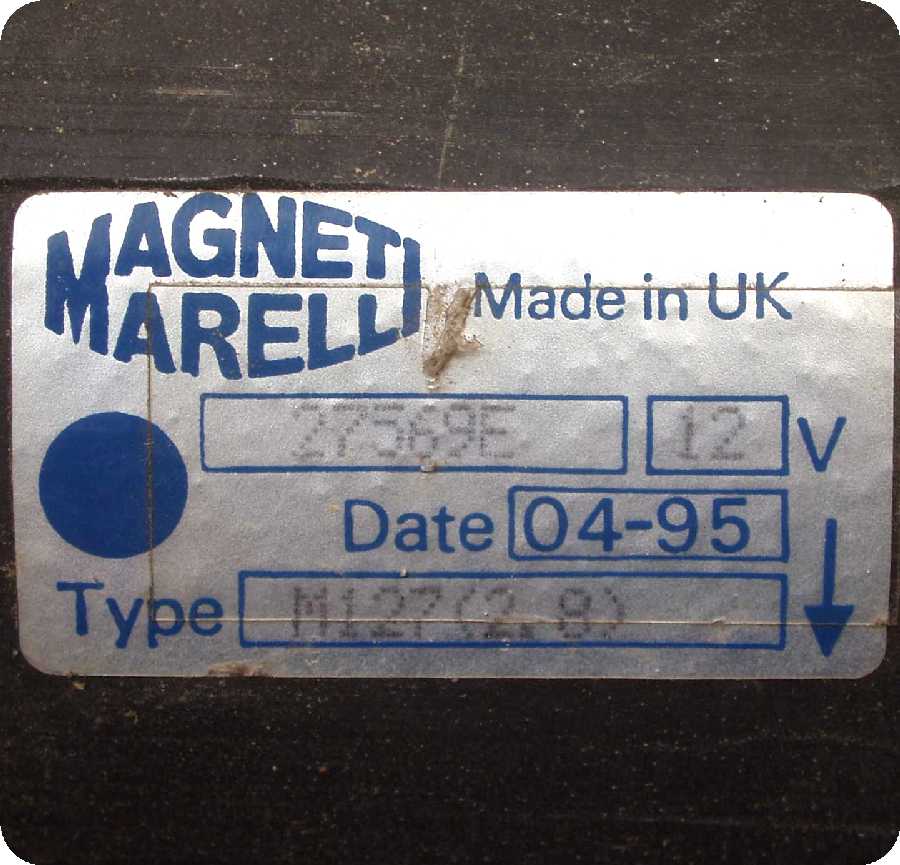 MAGNETI
MARELLI
Made in UK
27569E 12 V
Date 04-95
Type M127(2.8)